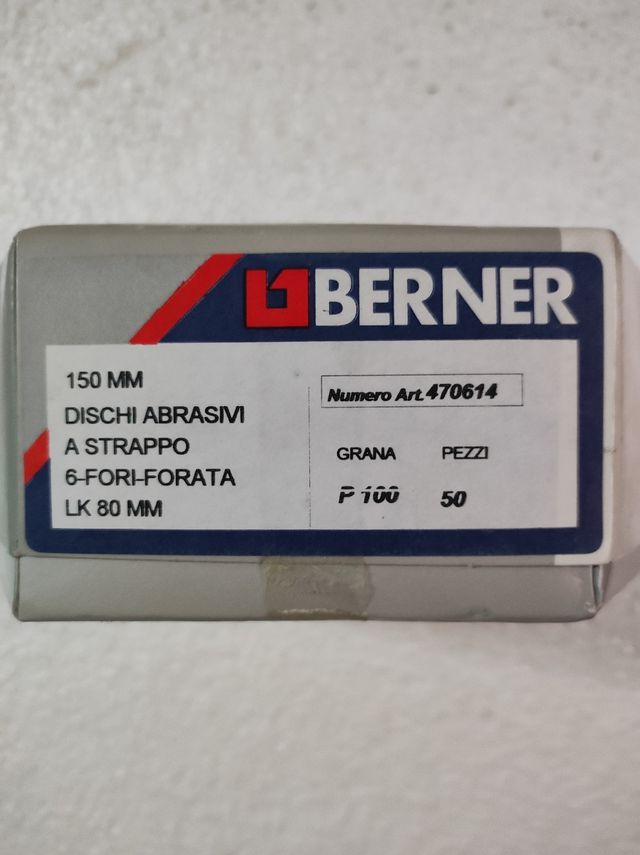 BERNER
150 MM
DISCHI ABRASIVI
A STRAPPO
6-FORI-FORATA
LK 80 MM
Numero Art. 470614
GRANA PEZZI
P 100 50